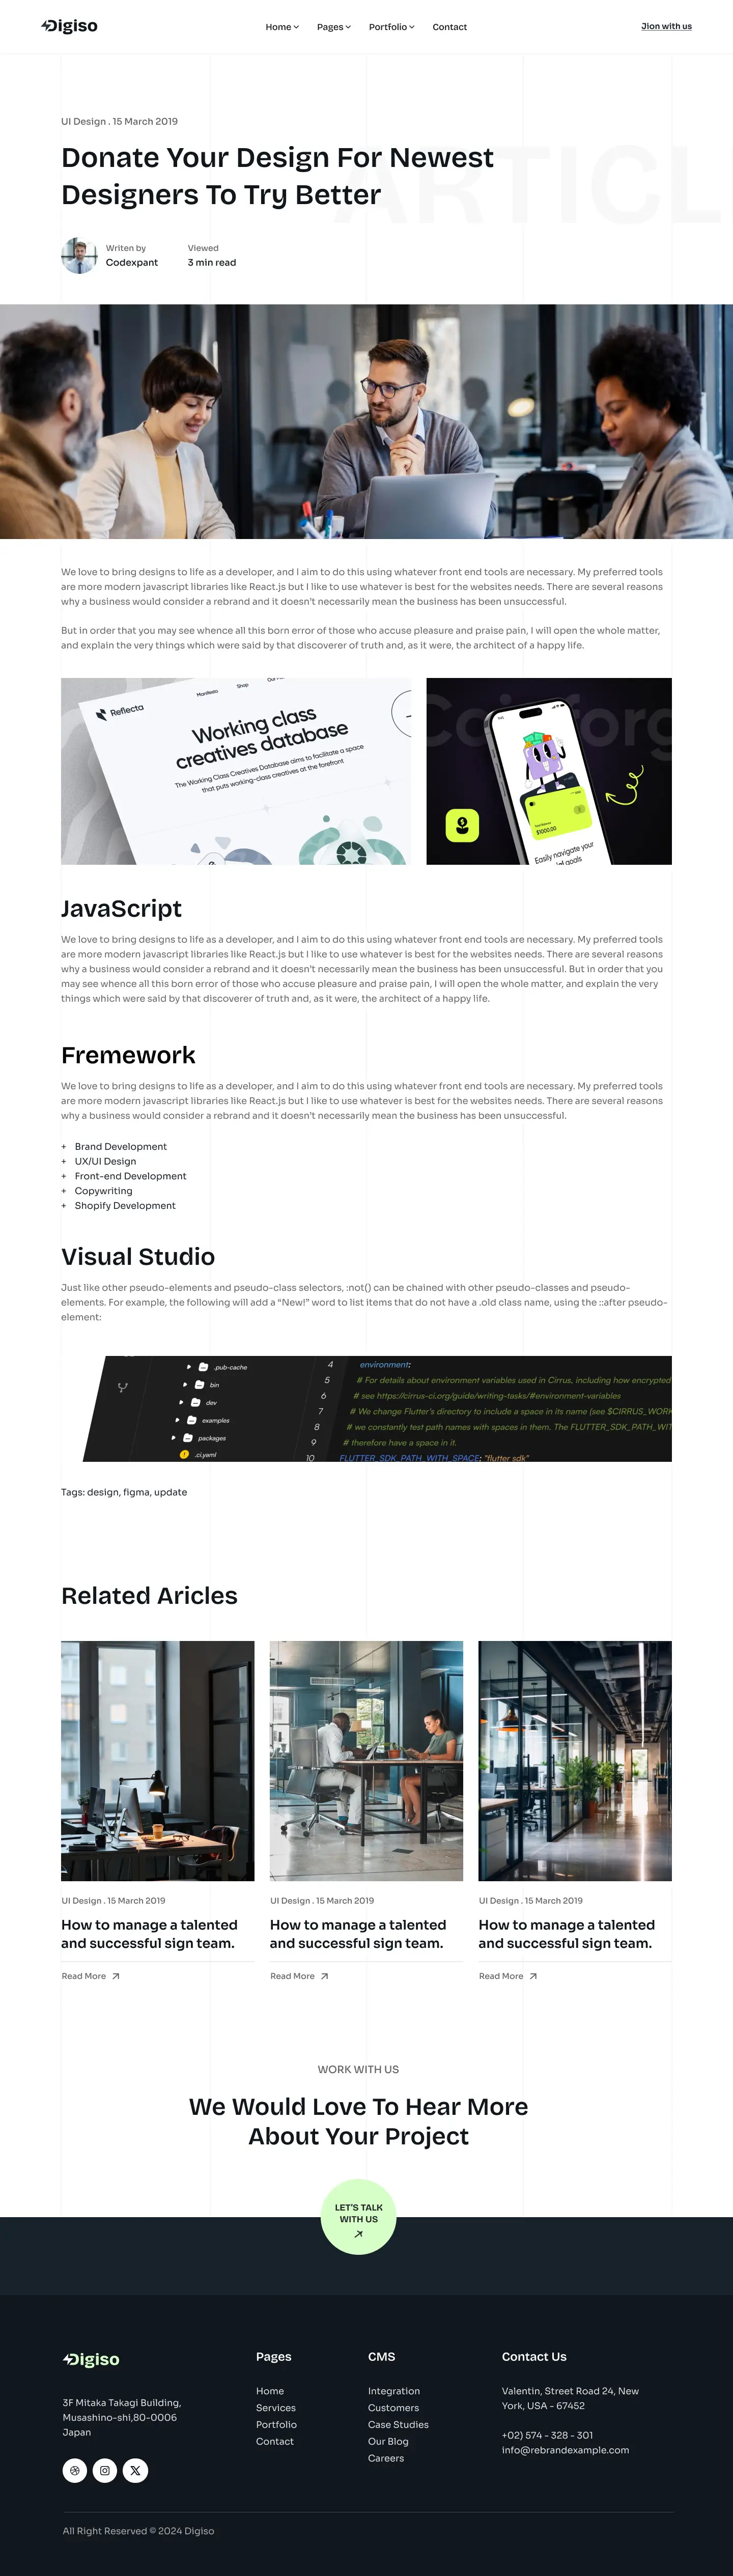 Digiso
Home
Pages
Portfolio
Contact
Jion with us
UI Design . 15 March 2019
ARTICL
Donate Your Design For Newest
Designers To Try Better
Writen by
Codexpant
Viewed
3 min read
We love to bring designs to life as a developer, and I aim to do this using whatever front end tools are necessary. My preferred tools
are more modern javascript libraries like React.js but I like to use whatever is best for the websites needs. There are several reasons
why a business would consider a rebrand and it doesn't necessarily mean the business has been unsuccessful.
But in order that you may see whence all this born error of those who accuse pleasure and praise pain, I will open the whole matter,
and explain the very things which were said by that discoverer of truth and, as it were, the architect of a happy life.
Reflecta
Manifesto
Shop
Working class
creatives database
The Working Class Creatives Database aims to facilitate a space
that puts working-class creatives at the forefront
$1000.00
Easily navigate your
goals
JavaScript
We love to bring designs to life as a developer, and I aim to do this using whatever front end tools are necessary. My preferred tools
are more modern javascript libraries like React.js but I like to use whatever is best for the websites needs. There are several reasons
why a business would consider a rebrand and it doesn't necessarily mean the business has been unsuccessful. But in order that you
may see whence all this born error of those who accuse pleasure and praise pain, I will open the whole matter, and explain the very
things which were said by that discoverer of truth and, as it were, the architect of a happy life.
Fremework
We love to bring designs to life as a developer, and I aim to do this using whatever front end tools are necessary. My preferred tools
are more modern javascript libraries like React.js but I like to use whatever is best for the websites needs. There are several reasons
why a business would consider a rebrand and it doesn't necessarily mean the business has been unsuccessful.
+ Brand Development
+ UX/UI Design
+ Front-end Development
+ Copywriting
+ Shopify Development
Visual Studio
Just like other pseudo-elements and pseudo-class selectors, :not() can be chained with other pseudo-classes and pseudo-
elements. For example, the following will add a "New!" word to list items that do not have a .old class name, using the ::after pseudo-
element:
.pub-cache
bin
dev
examples
packages
.ci.yaml
4 environment:
5 # For details about environment variables used in Cirrus, including how encrypted
6 # see https://cirrus-ci.org/guide/writing-tasks/#environment-variables
7 # We change Flutter's directory to include a space in its name (see $CIRRUS_WORK
8 # we constantly test path names with spaces in them. The FLUTTER_SDK_PATH_WIT
9 # therefore have a space in it.
10 FLUTTER_SDK_PATH_WITH_SPACE: "flutter sdk"
Tags: design, figma, update
Related Aricles
UI Design . 15 March 2019
How to manage a talented
and successful sign team.
Read More
UI Design . 15 March 2019
How to manage a talented
and successful sign team.
Read More
UI Design . 15 March 2019
How to manage a talented
and successful sign team.
Read More
WORK WITH US
We Would Love To Hear More
About Your Project
LET'S TALK
WITH US
Digiso
3F Mitaka Takagi Building,
Musashino-shi,80-0006
Japan
Pages
Home
Services
Portfolio
Contact
CMS
Integration
Customers
Case Studies
Our Blog
Careers
Contact Us
Valentin, Street Road 24, New
York, USA - 67452
+02) 574 - 328 - 301
info@rebrandexample.com
All Right Reserved © 2024 Digiso